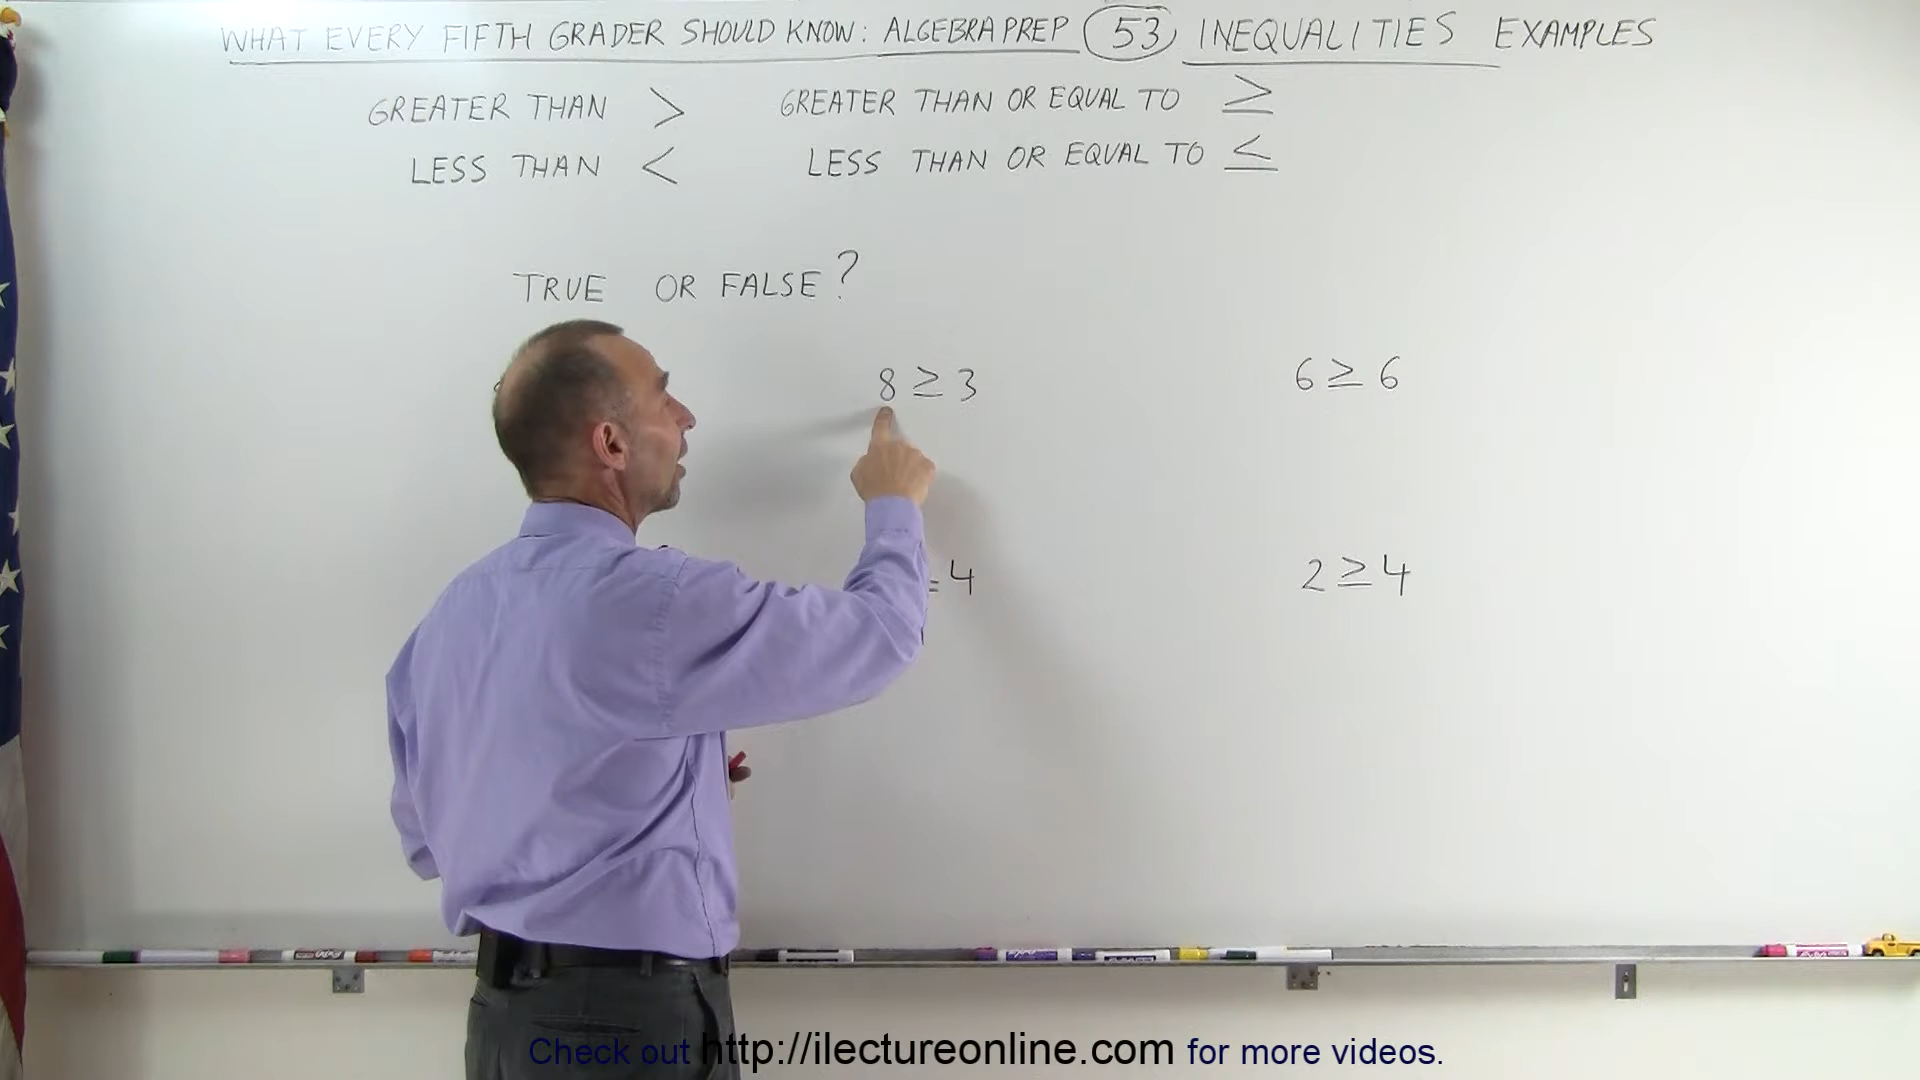 WHAT EVERY FIFTH GRADER SHOULD KNOW: ALGEBRA PREP 53 INEQUALITIES EXAMPLES
GREATER THAN > GREATER THAN OR EQUAL TO ≥
LESS THAN < LESS THAN OR EQUAL TO ≤
TRUE OR FALSE?
8 ≥ 3 6 ≥ 6
4 2 ≥ 4
Check out http://ilectureonline.com for more videos.